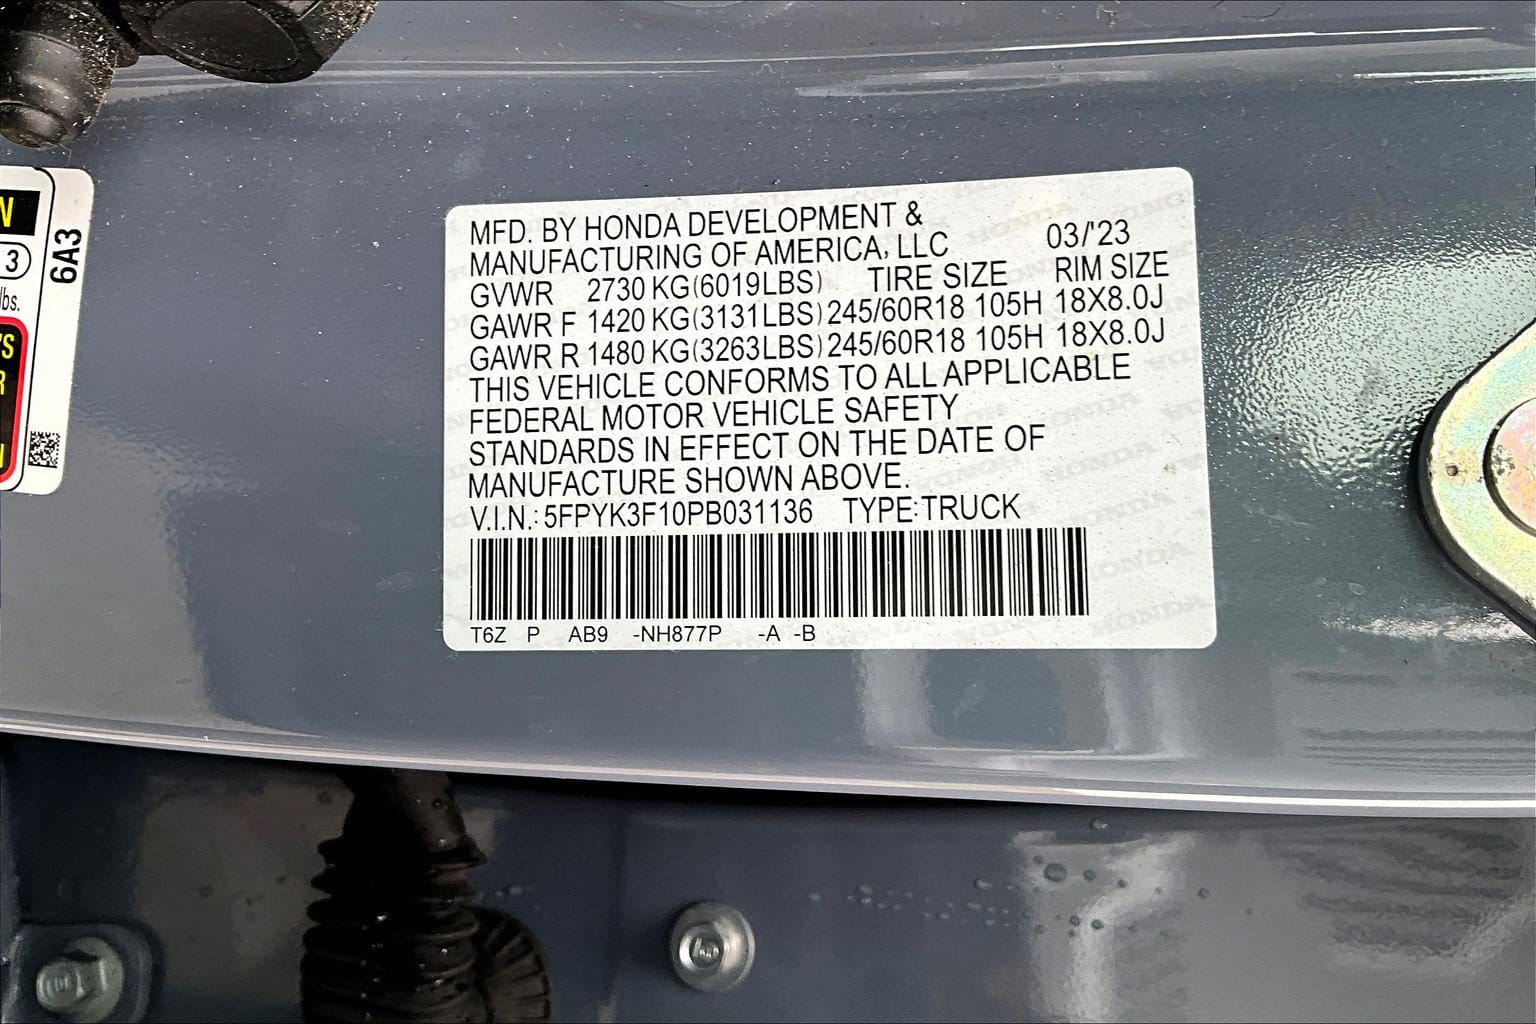 MFD. BY HONDA DEVELOPMENT &
MANUFACTURING OF AMERICA, LLC 03/'23
GVWR 2730 KG(6019LBS) TIRE SIZE RIM SIZE
GAWR F 1420 KG(3131LBS) 245/60R18 105H 18X8.0J
GAWR R 1480 KG(3263LBS) 245/60R18 105H 18X8.0J
THIS VEHICLE CONFORMS TO ALL APPLICABLE
FEDERAL MOTOR VEHICLE SAFETY
STANDARDS IN EFFECT ON THE DATE OF
MANUFACTURE SHOWN ABOVE.
V.I.N.: 5FPYK3F10PB031136 TYPE:TRUCK
T6Z P AB9 -NH877P -A -B
N
3
lbs.
'S
R
N
6A3